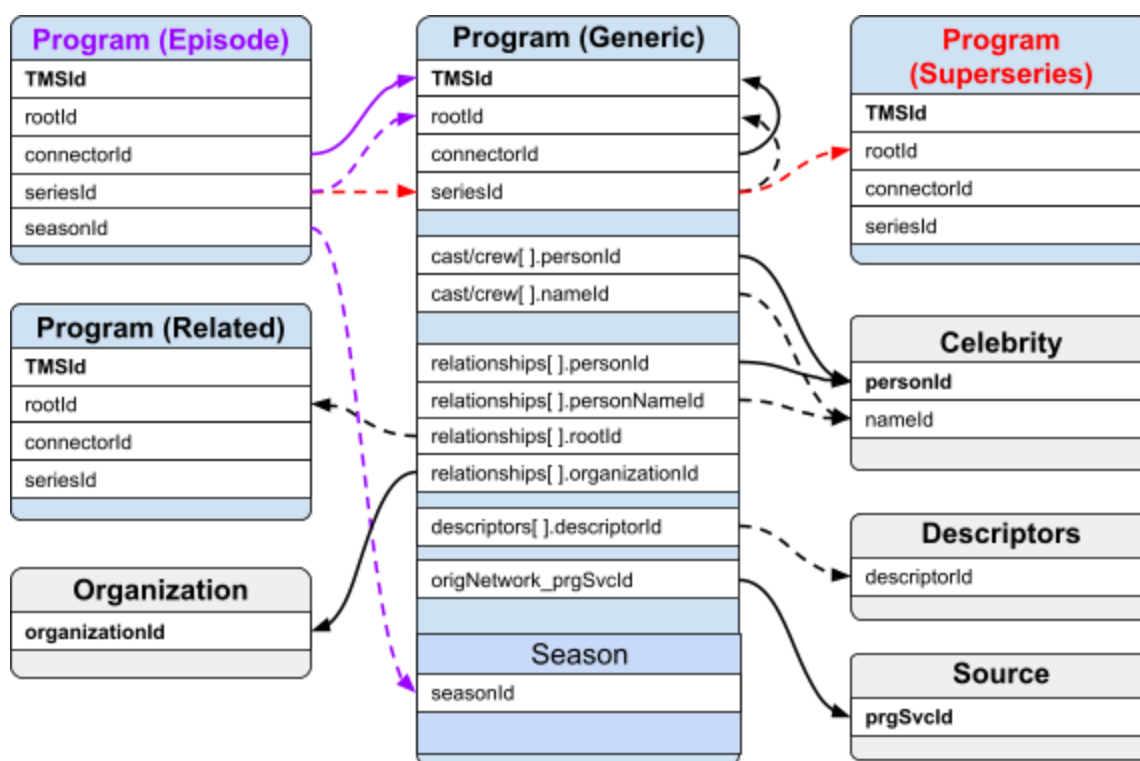 Program (Episode)
TMSId
rootId
connectorId
seriesId
seasonId
Program (Related)
TMSId
rootId
connectorId
seriesId
Organization
organizationId
Program (Generic)
TMSId
rootId
connectorId
seriesId
cast/crew[ ].personId
cast/crew[ ].nameId
relationships[ ].personId
relationships[ ].personNameId
relationships[ ].rootId
relationships[ ].organizationId
descriptors[ ].descriptorId
origNetwork_prgSvcId
Season
seasonId
Program
(Superseries)
TMSId
rootId
connectorId
seriesId
Celebrity
personId
nameId
Descriptors
descriptorId
Source
prgSvcId